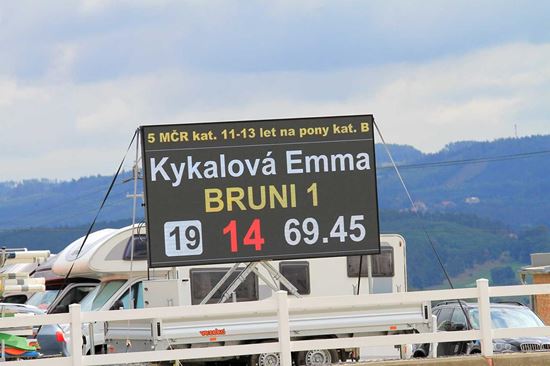 5 MČR kat. 11-13 let na pony kat. B
Kykalová Emma
BRUNI 1
19 14 69.45